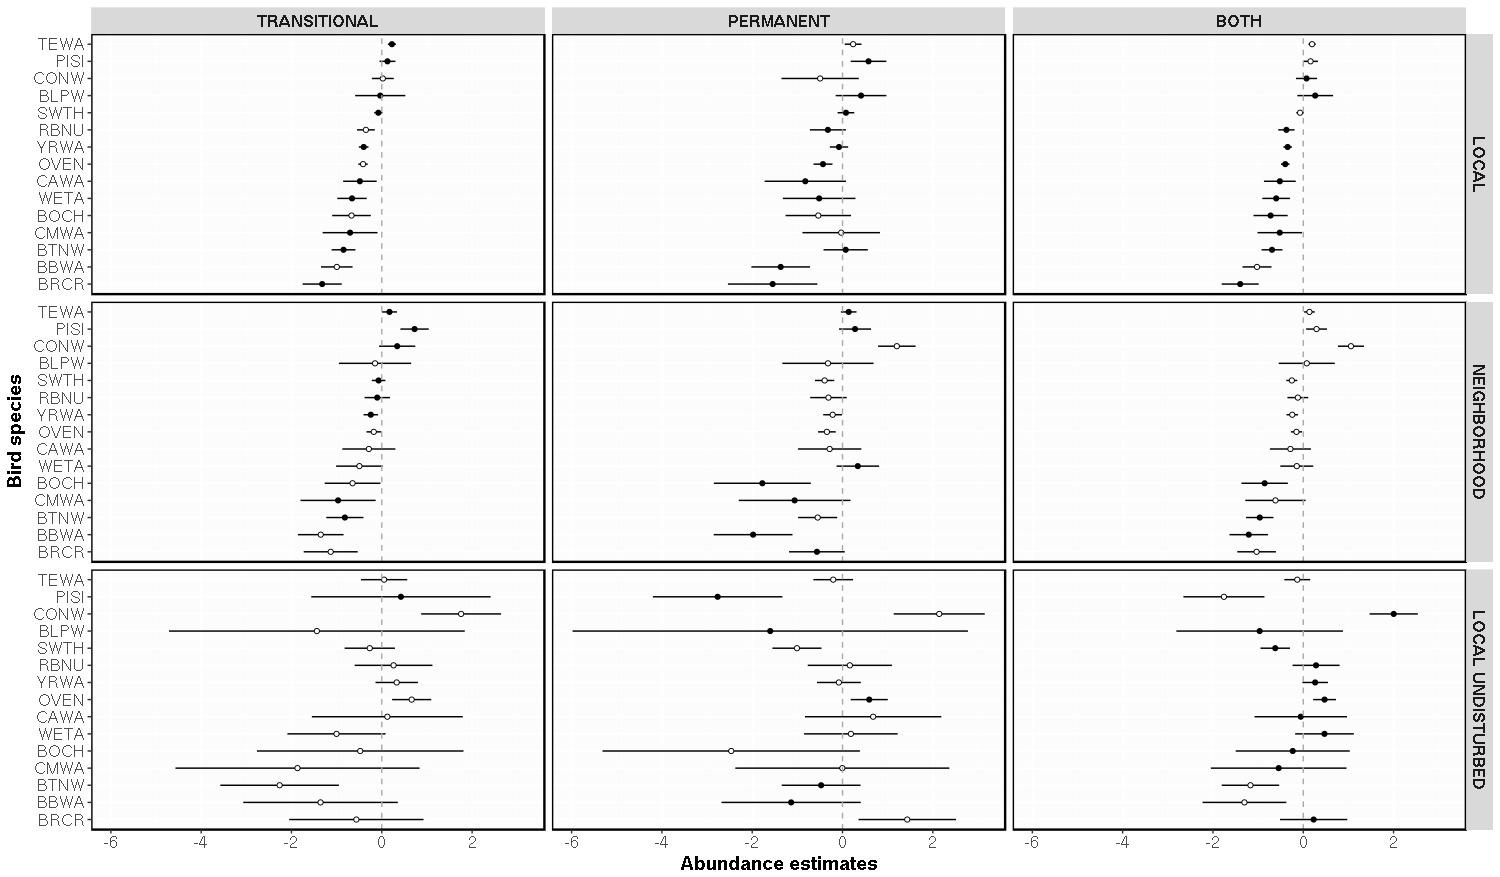 TRANSITIONAL
PERMANENT
BOTH
TEWA
PISI
CONW
BLPW
SWTH
RBNU
YRWA
OVEN
CAWA
WETA
BOCH
CMWA
BTNW
BBWA
BRCR
LOCAL
TEWA
PISI
CONW
BLPW
SWTH
RBNU
YRWA
OVEN
CAWA
WETA
BOCH
CMWA
BTNW
BBWA
BRCR
NEIGHBORHOOD
Bird species
TEWA
PISI
CONW
BLPW
SWTH
RBNU
YRWA
OVEN
CAWA
WETA
BOCH
CMWA
BTNW
BBWA
BRCR
LOCAL UNDISTURBED
-6 -4 -2 0 2 -6 -4 -2 0 2 -6 -4 -2 0 2
Abundance estimates